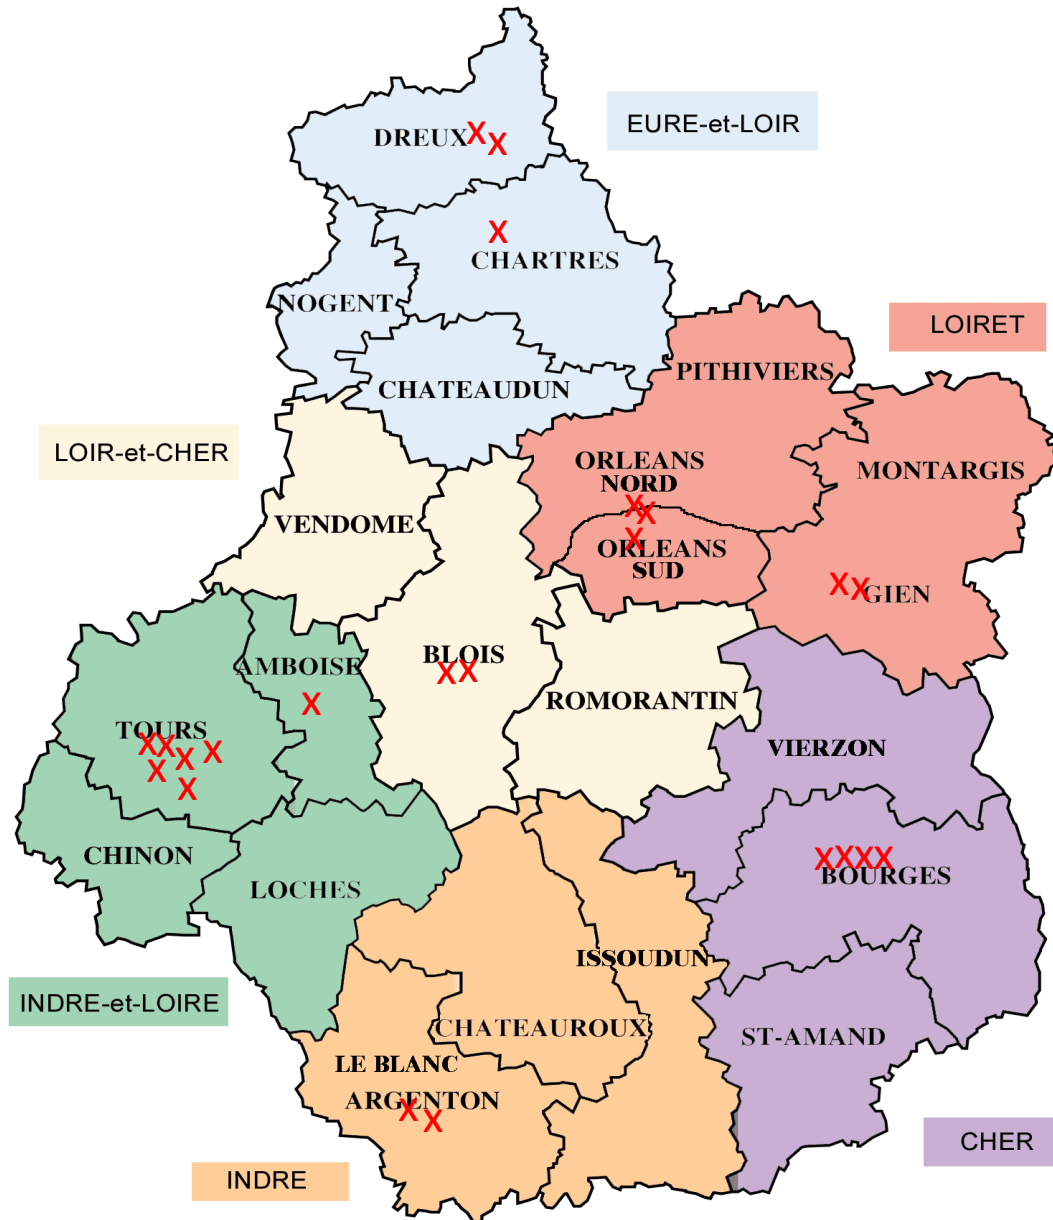 DREUX
X
X
EURE-et-LOIR
X
CHARTRES
NOGENT
LOIRET
PITHIVIERS
CHATEAUDUN
LOIR-et-CHER
ORLEANS
NORD
X
X
MONTARGIS
VENDOME
X
ORLEANS
SUD
X
X
GIEN
AMBOISE
X
BLOIS
X
X
ROMORANTIN
TOURS
X
X
X
X
X
X
VIERZON
CHINON
LOCHES
X
X
X
X
BOURGES
ISSOUDUN
INDRE-et-LOIRE
CHATEAUROUX
ST-AMAND
LE BLANC
ARGENTON
X
X
CHER
INDRE